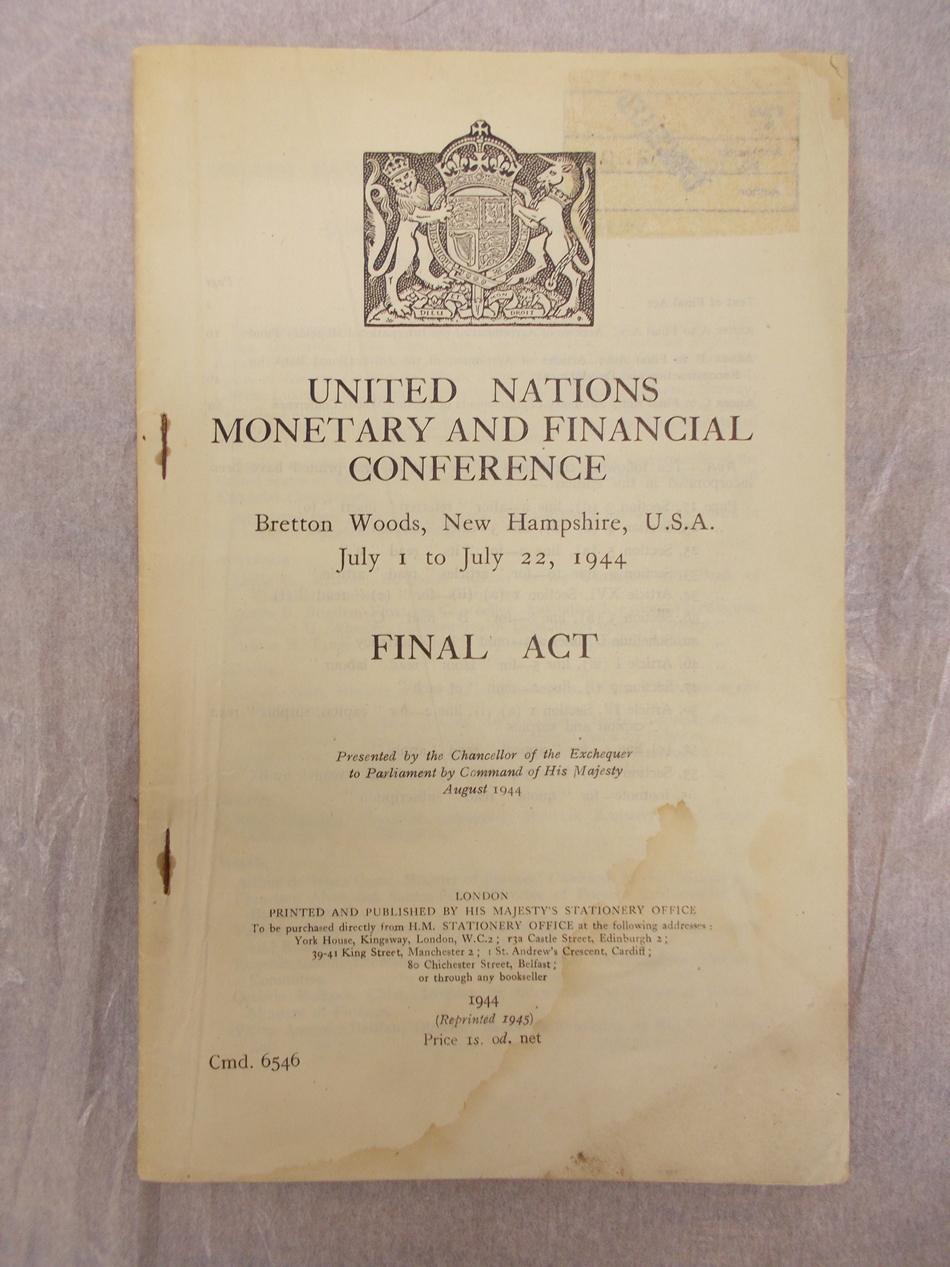 DIEU DROIT
UNITED NATIONS
MONETARY AND FINANCIAL
CONFERENCE
Bretton Woods, New Hampshire, U.S.A.
July 1 to July 22, 1944
FINAL ACT
Presented by the Chancellor of the Exchequer
to Parliament by Command of His Majesty
August 1944
LONDON
PRINTED AND PUBLISHED BY HIS MAJESTY'S STATIONERY OFFICE
To be purchased directly from H.M. STATIONERY OFFICE at the following addresses:
York House, Kingsway, London, W.C.2; 13a Castle Street, Edinburgh 2;
39-41 King Street, Manchester 2; 1 St. Andrew's Crescent, Cardiff;
80 Chichester Street, Belfast;
or through any bookseller
1944
(Reprinted 1945)
Price 1s. 0d. net
Cmd. 6546